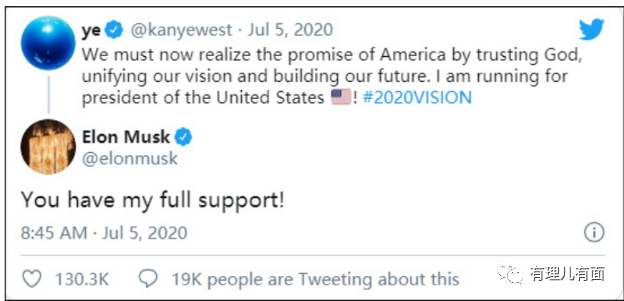 ye @kanyewest · Jul 5, 2020
We must now realize the promise of America by trusting God,
unifying our vision and building our future. I am running for
president of the United States 🇺🇸! #2020VISION
Elon Musk
@elonmusk
You have my full support!
8:45 AM · Jul 5, 2020
130.3K 19K people are Tweeting about this
有理儿有面